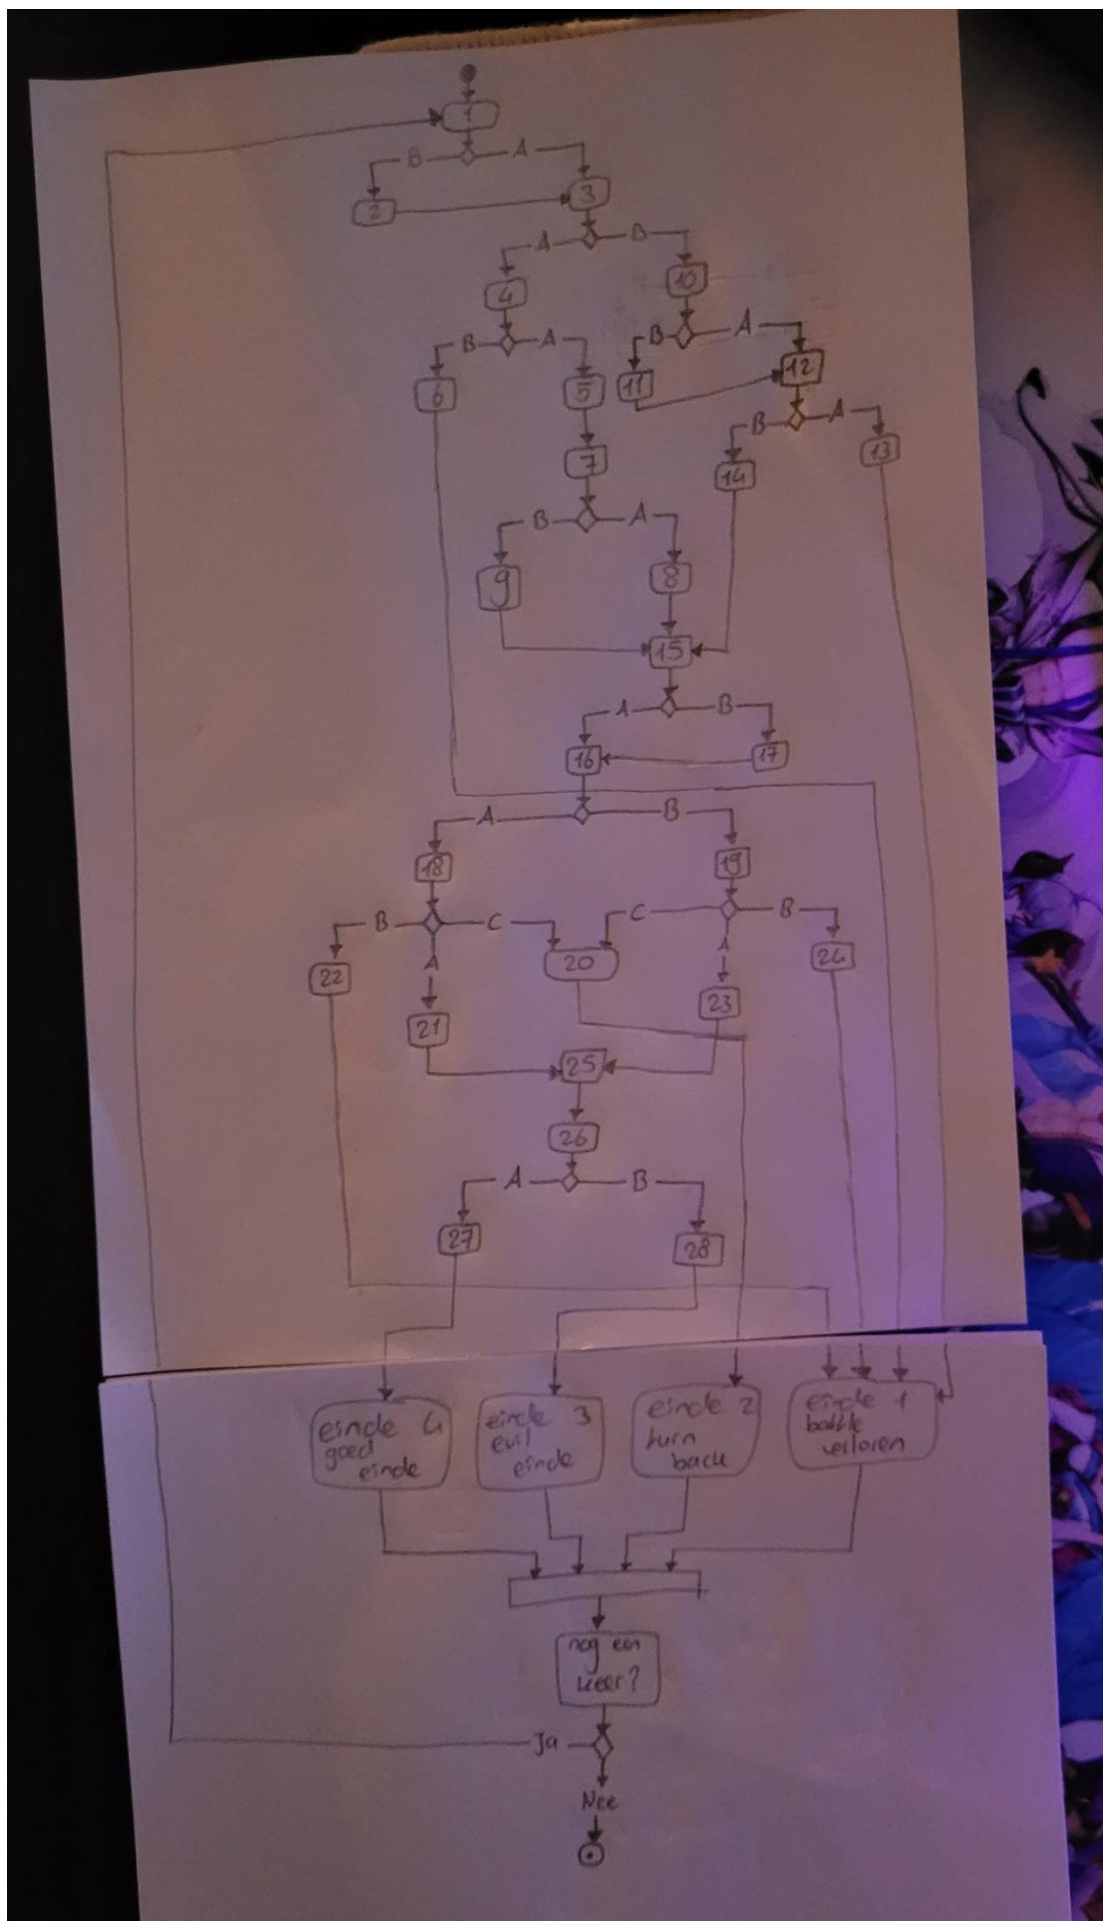 1
B A
2 3
A B
4 10
B A B A
6 5 11 12
B A
7 14 13
B A
9 8
15
A B
16 17
A B
18 19
B C C B
A A
22 20 24
21 23
25
26
A B
27 28
einde 4 einde 3 einde 2 einde 1
goed evil turn battle
einde einde back verloren
nog een
keer?
Ja
Nee